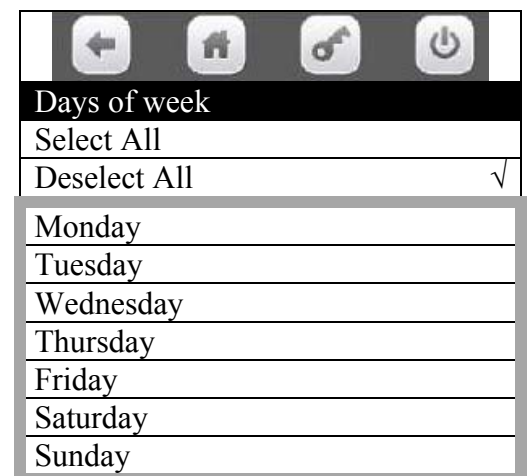 Days of week
Select All
Deselect All √
Monday
Tuesday
Wednesday
Thursday
Friday
Saturday
Sunday